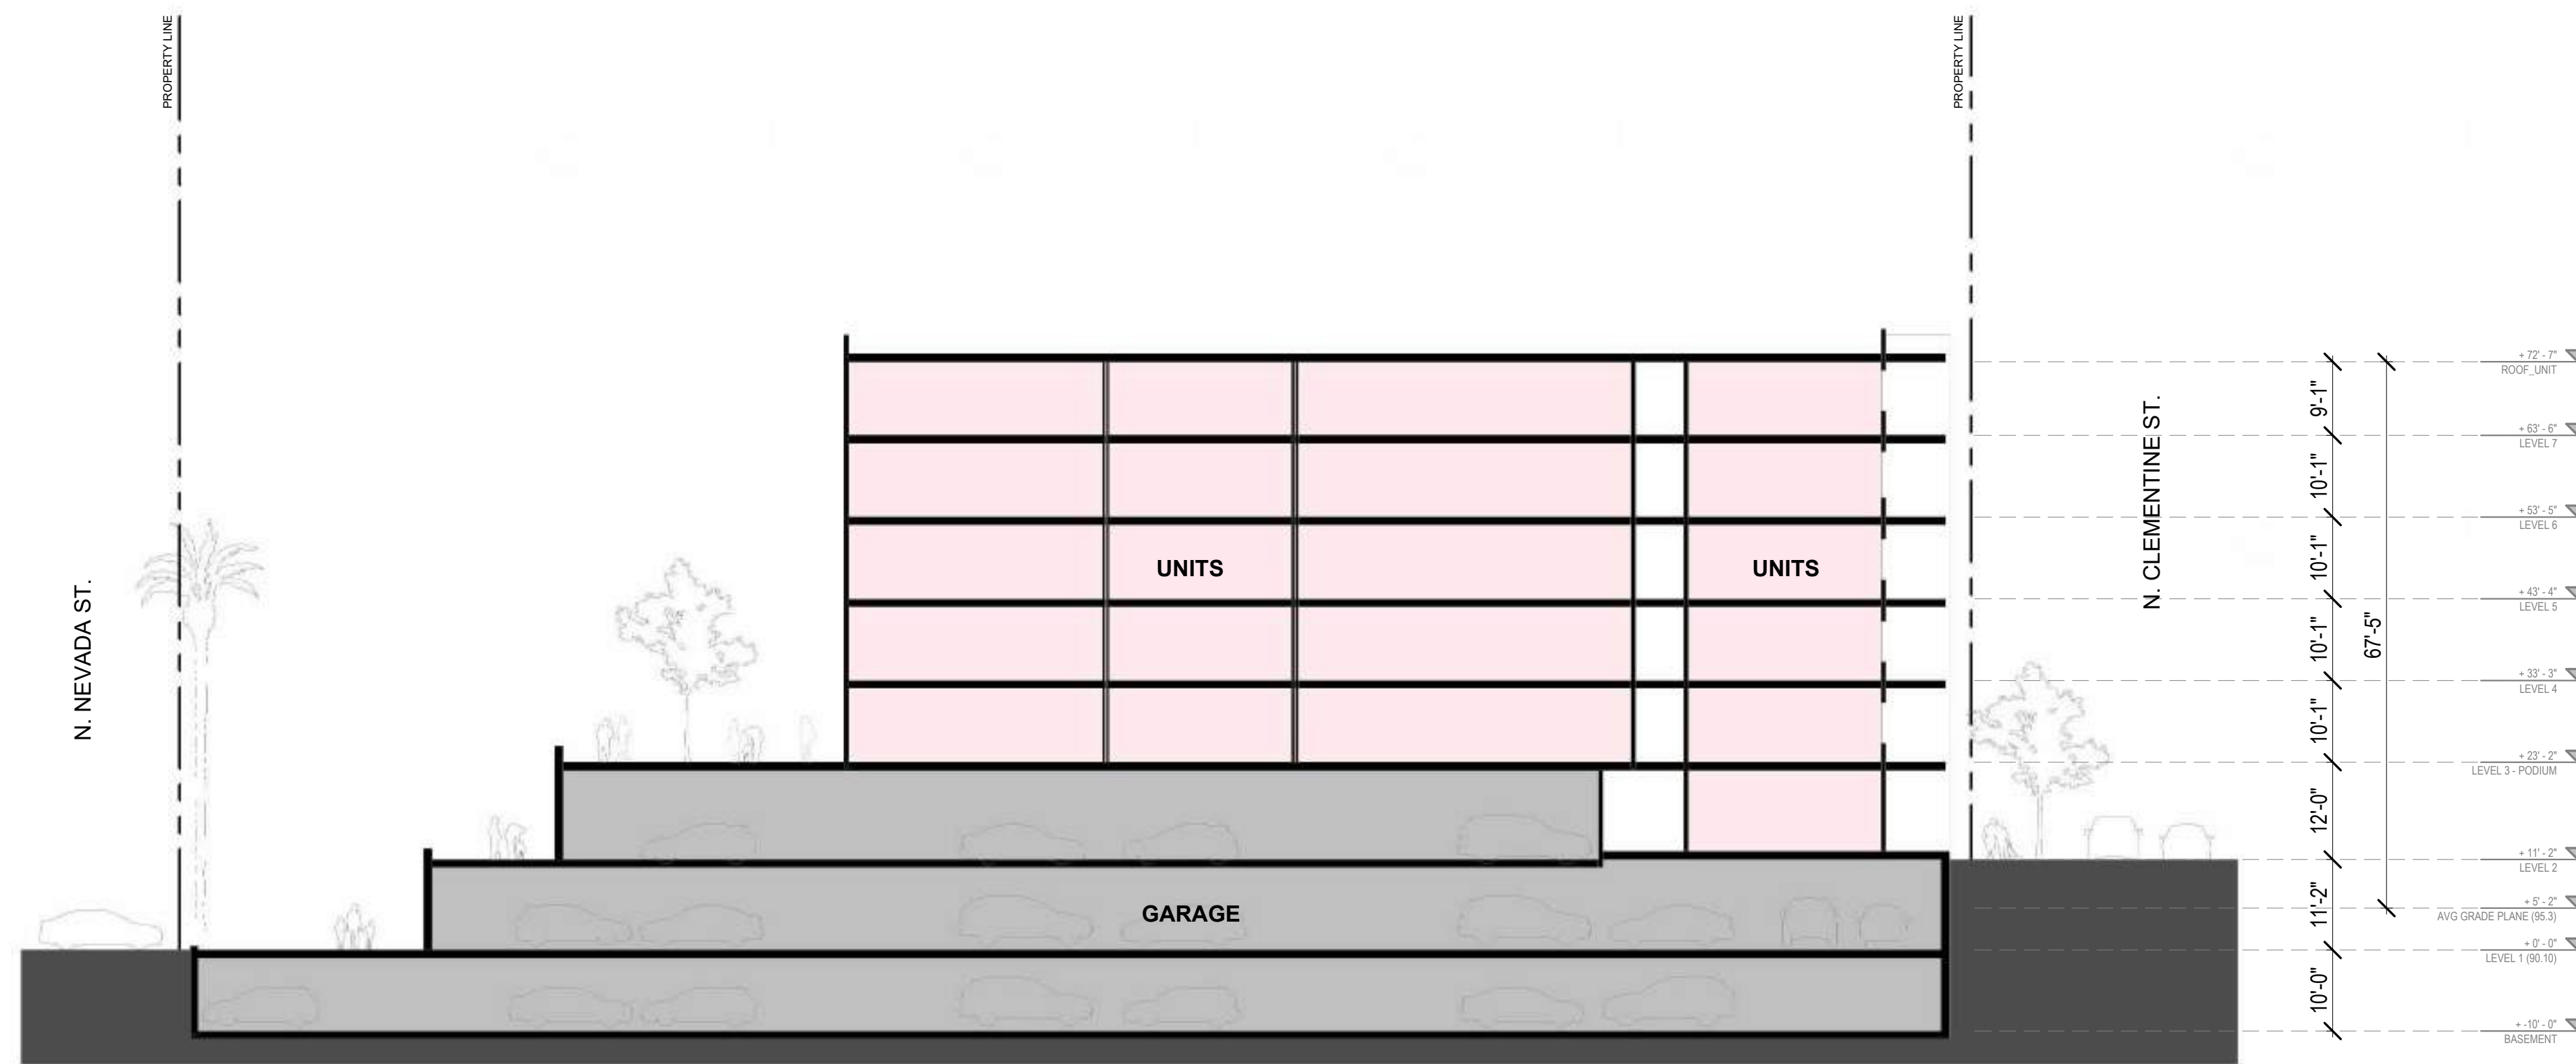 PROPERTY LINE
PROPERTY LINE
N. NEVADA ST.
N. CLEMENTINE ST.
UNITS
UNITS
GARAGE
9'-1"
10'-1"
10'-1"
10'-1"
10'-1"
12'-0"
11'-2"
10'-0"
67'-5"
+ 72' - 7"
ROOF_UNIT
+ 63' - 6"
LEVEL 7
+ 53' - 5"
LEVEL 6
+ 43' - 4"
LEVEL 5
+ 33' - 3"
LEVEL 4
+ 23' - 2"
LEVEL 3 - PODIUM
+ 11' - 2"
LEVEL 2
+ 5' - 2"
AVG GRADE PLANE (95.3)
+ 0' - 0"
LEVEL 1 (90.10)
+ -10' - 0"
BASEMENT